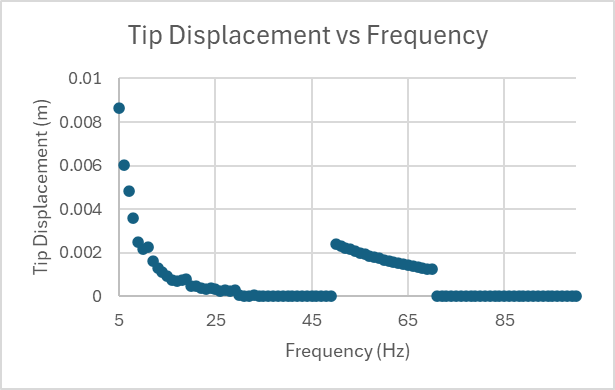 Tip Displacement vs Frequency
0.01
0.008
0.006
0.004
0.002
0
Tip Displacement (m)
5 25 45 65 85
Frequency (Hz)